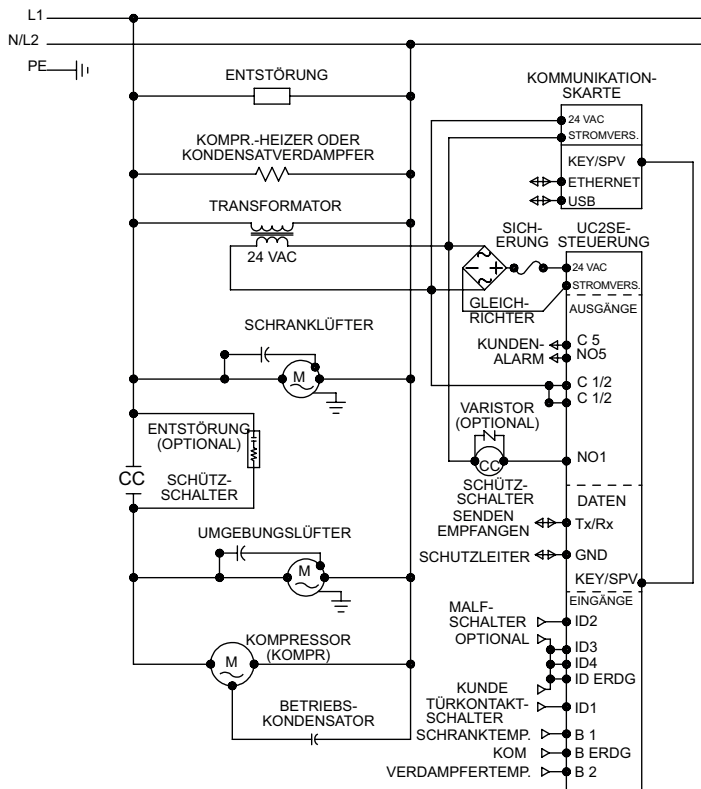 L1
N/L2
PE
ENTSTÖRUNG
KOMPR.-HEIZER ODER
KONDENSATVERDAMPFER
TRANSFORMATOR
24 VAC
SCHRANKLÜFTER
M
ENTSTÖRUNG
(OPTIONAL)
CC
SCHÜTZ-
SCHALTER
UMGEBUNGSLÜFTER
M
KOMPRESSOR
(KOMPR)
M
BETRIEBS-
KONDENSATOR
KOMMUNIKATION-
SKARTE
24 VAC
STROMVERS.
KEY/SPV
ETHERNET
USB
SICH-
ERUNG
UC2SE-
STEUERUNG
24 VAC
STROMVERS.
GLEICH-
RICHTER
AUSGÄNGE
KUNDEN-
ALARM
C 5
NO5
C 1/2
C 1/2
VARISTOR
(OPTIONAL)
CC
NO1
SCHÜTZ-
SCHALTER
DATEN
SENDEN
EMPFANGEN
Tx/Rx
SCHUTZLEITER
GND
KEY/SPV
EINGÄNGE
MALF-
SCHALTER
ID2
OPTIONAL
ID3
ID4
ID ERDG
KUNDE
TÜRKONTAKT-
SCHALTER
ID1
SCHRANKTEMP.
B 1
KOM
B ERDG
VERDAMPFERTEMP.
B 2